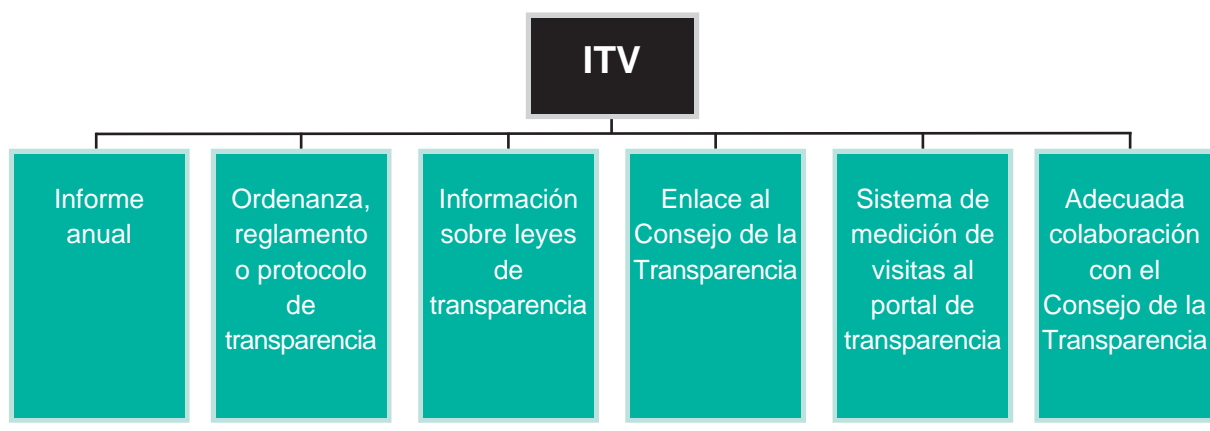 ITV
Informe
anual
Ordenanza,
reglamento
o protocolo
de
transparencia
Información
sobre leyes
de
transparencia
Enlace al
Consejo de la
Transparencia
Sistema de
medición de
visitas al
portal de
transparencia
Adecuada
colaboración
con el
Consejo de la
Transparencia